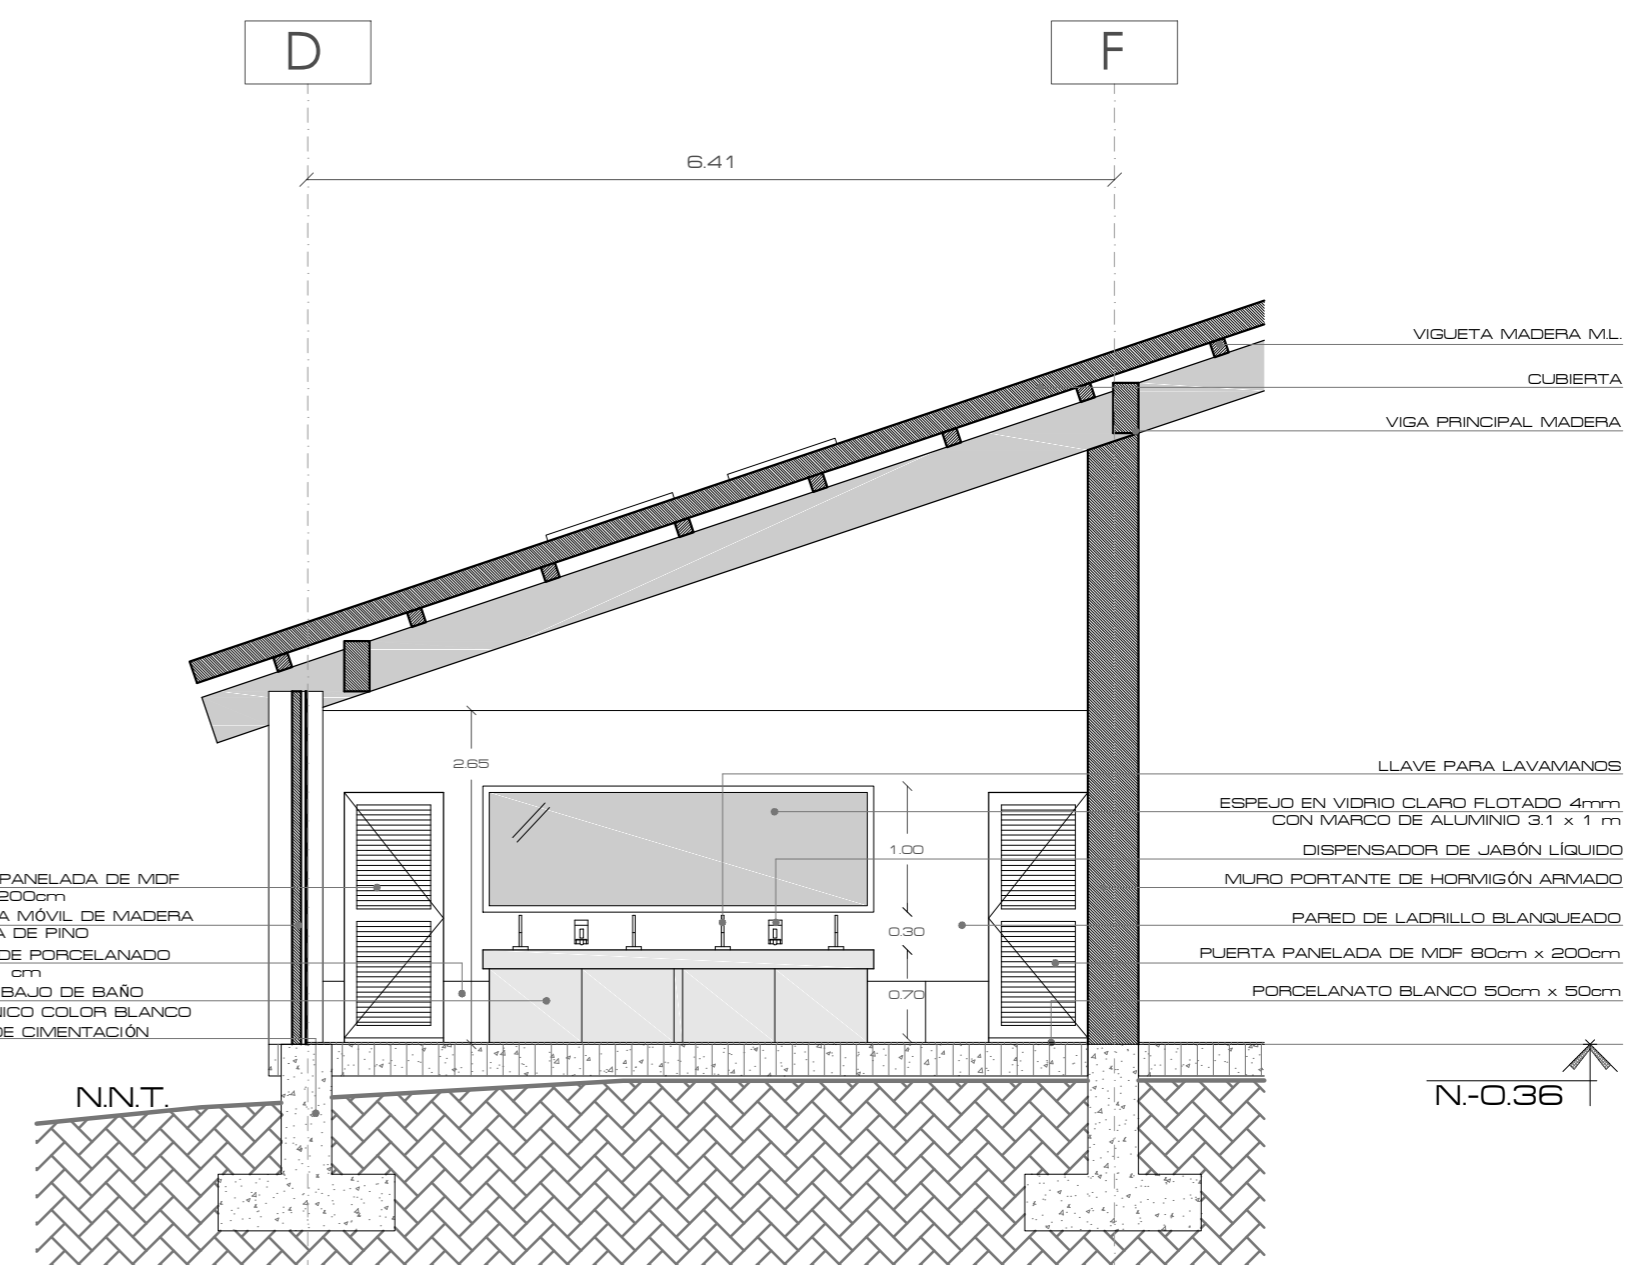 D
F
6.41
VIGUETA MADERA M.L.
CUBIERTA
VIGA PRINCIPAL MADERA
2.65
1.00
0.30
0.70
LLAVE PARA LAVAMANOS
ESPEJO EN VIDRIO CLARO FLOTADO 4mm
CON MARCO DE ALUMINIO 3.1 x 1 m
DISPENSADOR DE JABÓN LÍQUIDO
MURO PORTANTE DE HORMIGÓN ARMADO
PARED DE LADRILLO BLANQUEADO
PUERTA PANELADA DE MDF 80cm x 200cm
PORCELANATO BLANCO 50cm x 50cm
PANELADA DE MDF
200cm
A MÓVIL DE MADERA
A DE PINO
DE PORCELANADO
cm
BAJO DE BAÑO
NICO COLOR BLANCO
DE CIMENTACIÓN
N.N.T.
N.-0.36